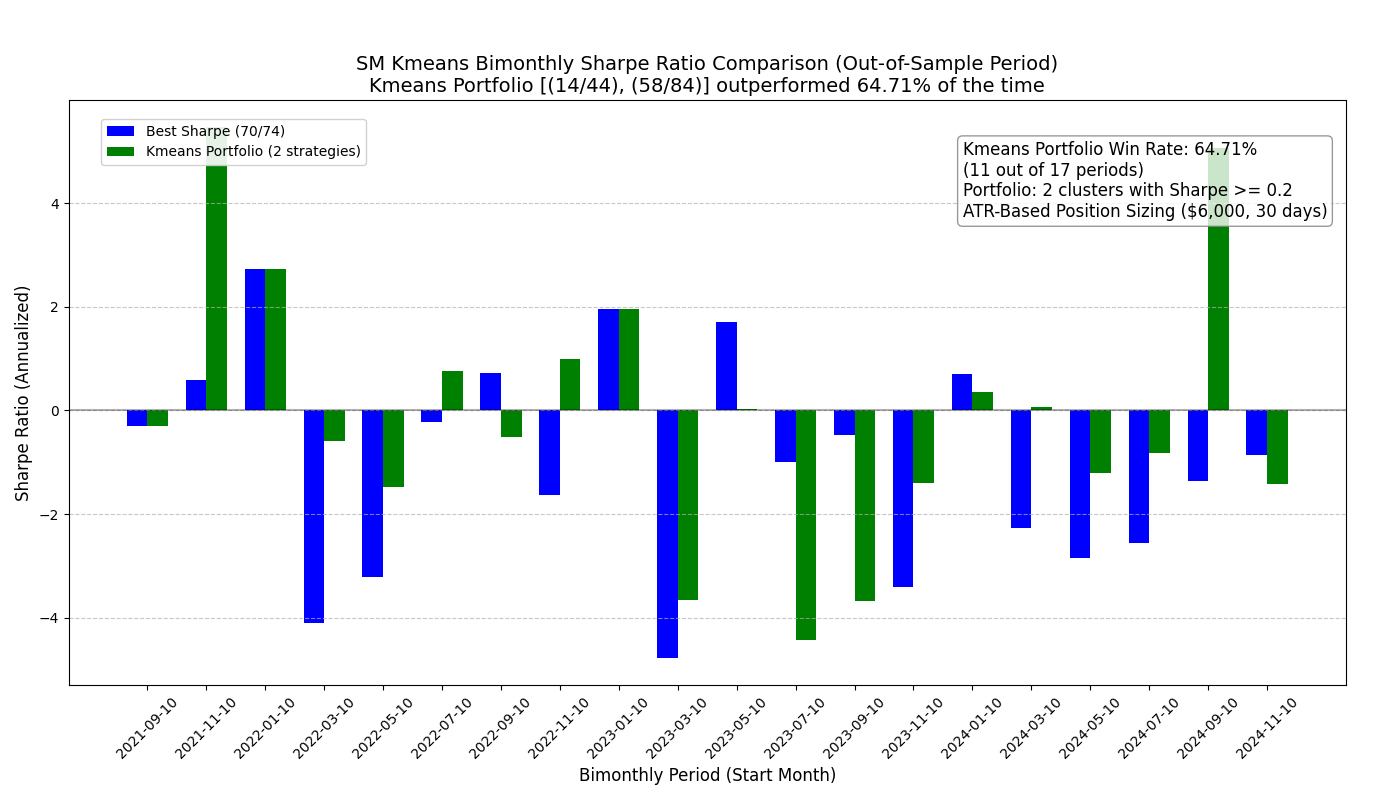 SM Kmeans Bimonthly Sharpe Ratio Comparison (Out-of-Sample Period)
Kmeans Portfolio [(14/44), (58/84)] outperformed 64.71% of the time
Best Sharpe (70/74)
Kmeans Portfolio (2 strategies)
Kmeans Portfolio Win Rate: 64.71%
(11 out of 17 periods)
Portfolio: 2 clusters with Sharpe >= 0.2
ATR-Based Position Sizing ($6,000, 30 days)
Sharpe Ratio (Annualized)
4
2
0
−2
−4
2021-09-10
2021-11-10
2022-01-10
2022-03-10
2022-05-10
2022-07-10
2022-09-10
2022-11-10
2023-01-10
2023-03-10
2023-05-10
2023-07-10
2023-09-10
2023-11-10
2024-01-10
2024-03-10
2024-05-10
2024-07-10
2024-09-10
2024-11-10
Bimonthly Period (Start Month)